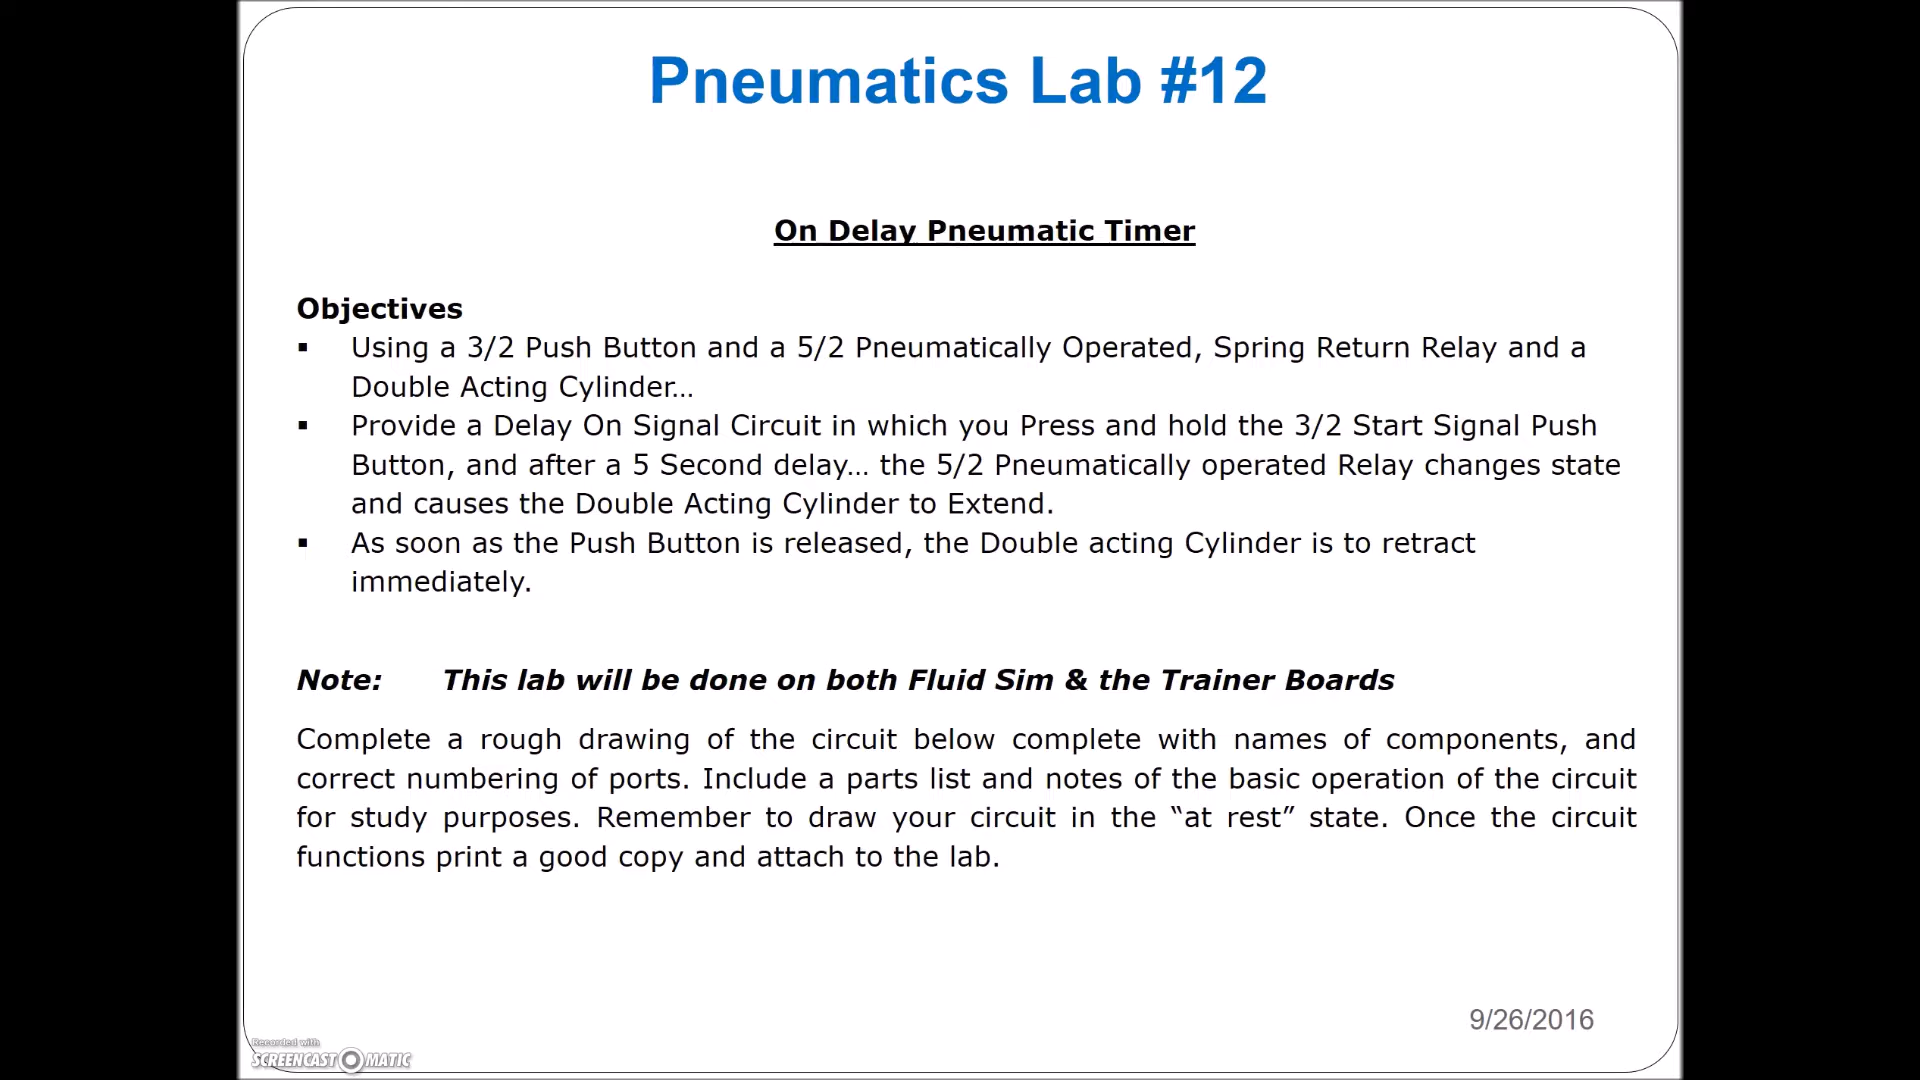 Pneumatics Lab #12
On Delay Pneumatic Timer
Objectives
▪ Using a 3/2 Push Button and a 5/2 Pneumatically Operated, Spring Return Relay and a
Double Acting Cylinder…
▪ Provide a Delay On Signal Circuit in which you Press and hold the 3/2 Start Signal Push
Button, and after a 5 Second delay… the 5/2 Pneumatically operated Relay changes state
and causes the Double Acting Cylinder to Extend.
▪ As soon as the Push Button is released, the Double acting Cylinder is to retract
immediately.
Note: This lab will be done on both Fluid Sim & the Trainer Boards
Complete a rough drawing of the circuit below complete with names of components, and
correct numbering of ports. Include a parts list and notes of the basic operation of the circuit
for study purposes. Remember to draw your circuit in the “at rest” state. Once the circuit
functions print a good copy and attach to the lab.
9/26/2016
Recorded with
SCREENCAST O MATIC